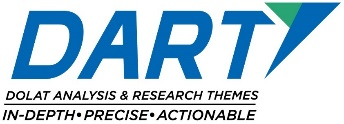 DART
DOLAT ANALYSIS & RESEARCH THEMES
IN-DEPTH • PRECISE • ACTIONABLE